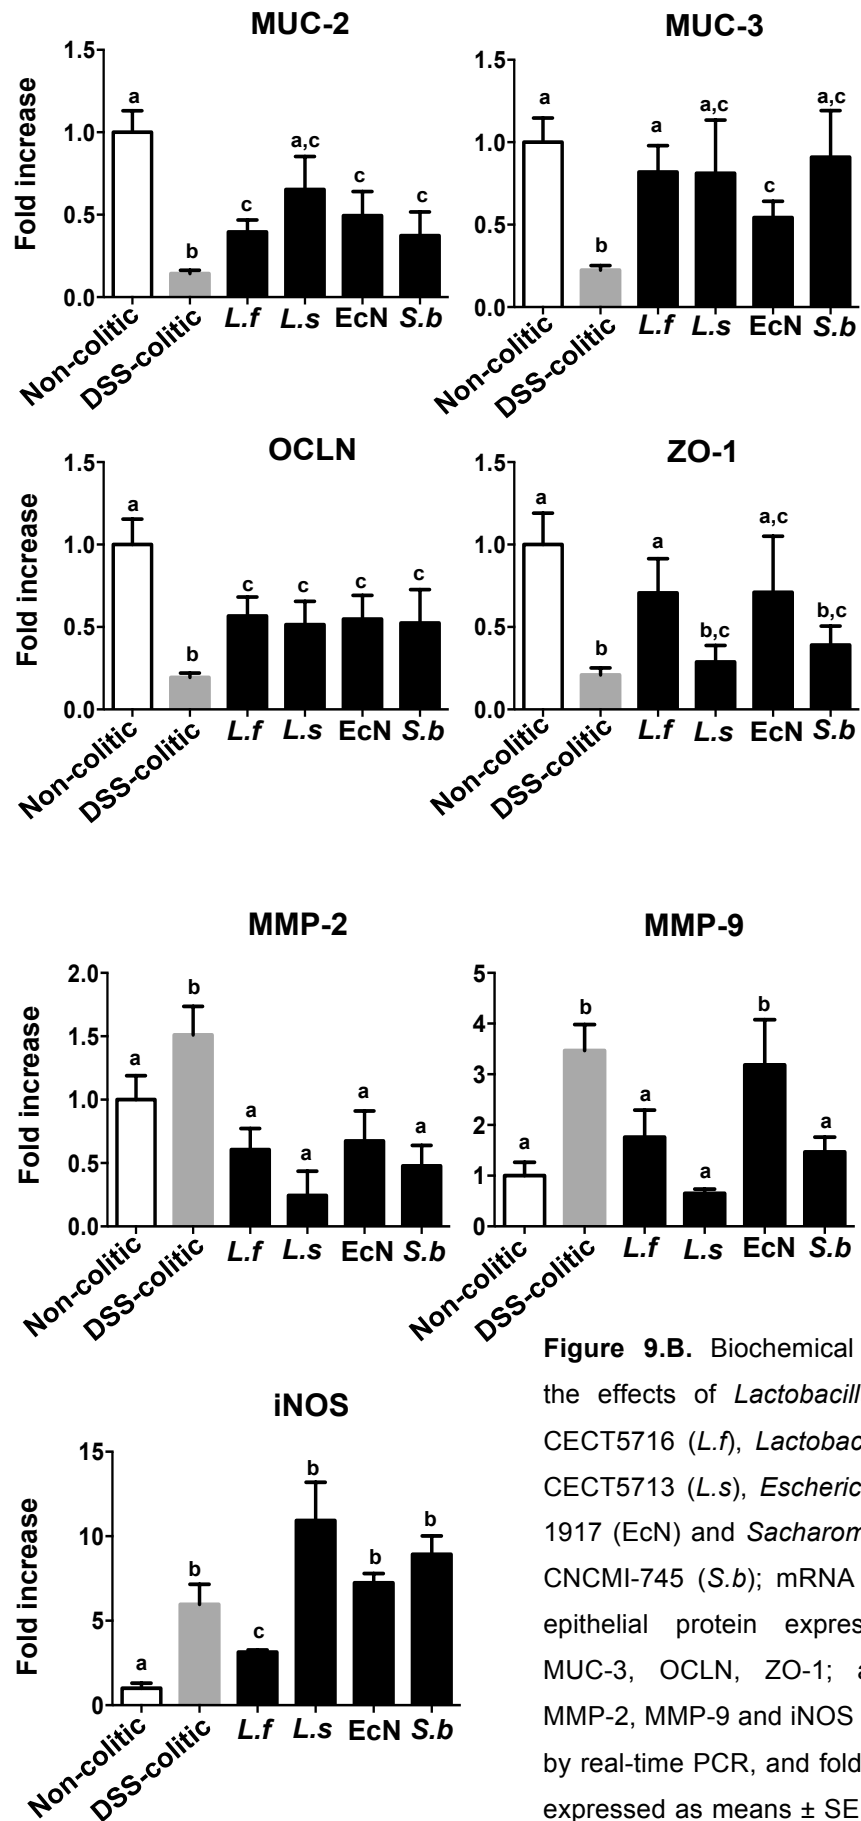 MUC-2
MUC-3
Fold increase
1.5
1.0
0.5
0.0
a
b
c
a,c
c
c
Non-colitic
DSS-colitic
L.f
L.s
EcN
S.b
1.5
1.0
0.5
0.0
a
b
a
a,c
c
a,c
Non-colitic
DSS-colitic
L.f
L.s
EcN
S.b
OCLN
ZO-1
Fold increase
1.5
1.0
0.5
0.0
a
b
c
c
c
c
Non-colitic
DSS-colitic
L.f
L.s
EcN
S.b
1.5
1.0
0.5
0.0
a
b
a
b,c
a,c
b,c
Non-colitic
DSS-colitic
L.f
L.s
EcN
S.b
MMP-2
MMP-9
Fold increase
2.0
1.5
1.0
0.5
0.0
a
b
a
a
a
a
Non-colitic
DSS-colitic
L.f
L.s
EcN
S.b
5
4
3
2
1
0
a
b
a
a
b
a
Non-colitic
DSS-colitic
L.f
L.s
EcN
S.b
iNOS
Fold increase
15
10
5
0
a
b
c
b
b
b
Non-colitic
DSS-colitic
L.f
L.s
EcN
S.b
Figure 9.B. Biochemical
the effects of Lactobacill
CECT5716 (L.f), Lactobac
CECT5713 (L.s), Escheric
1917 (EcN) and Sacharom
CNCMI-745 (S.b); mRNA
epithelial protein expres
MUC-3, OCLN, ZO-1; a
MMP-2, MMP-9 and iNOS
by real-time PCR, and fold
expressed as means ± SE